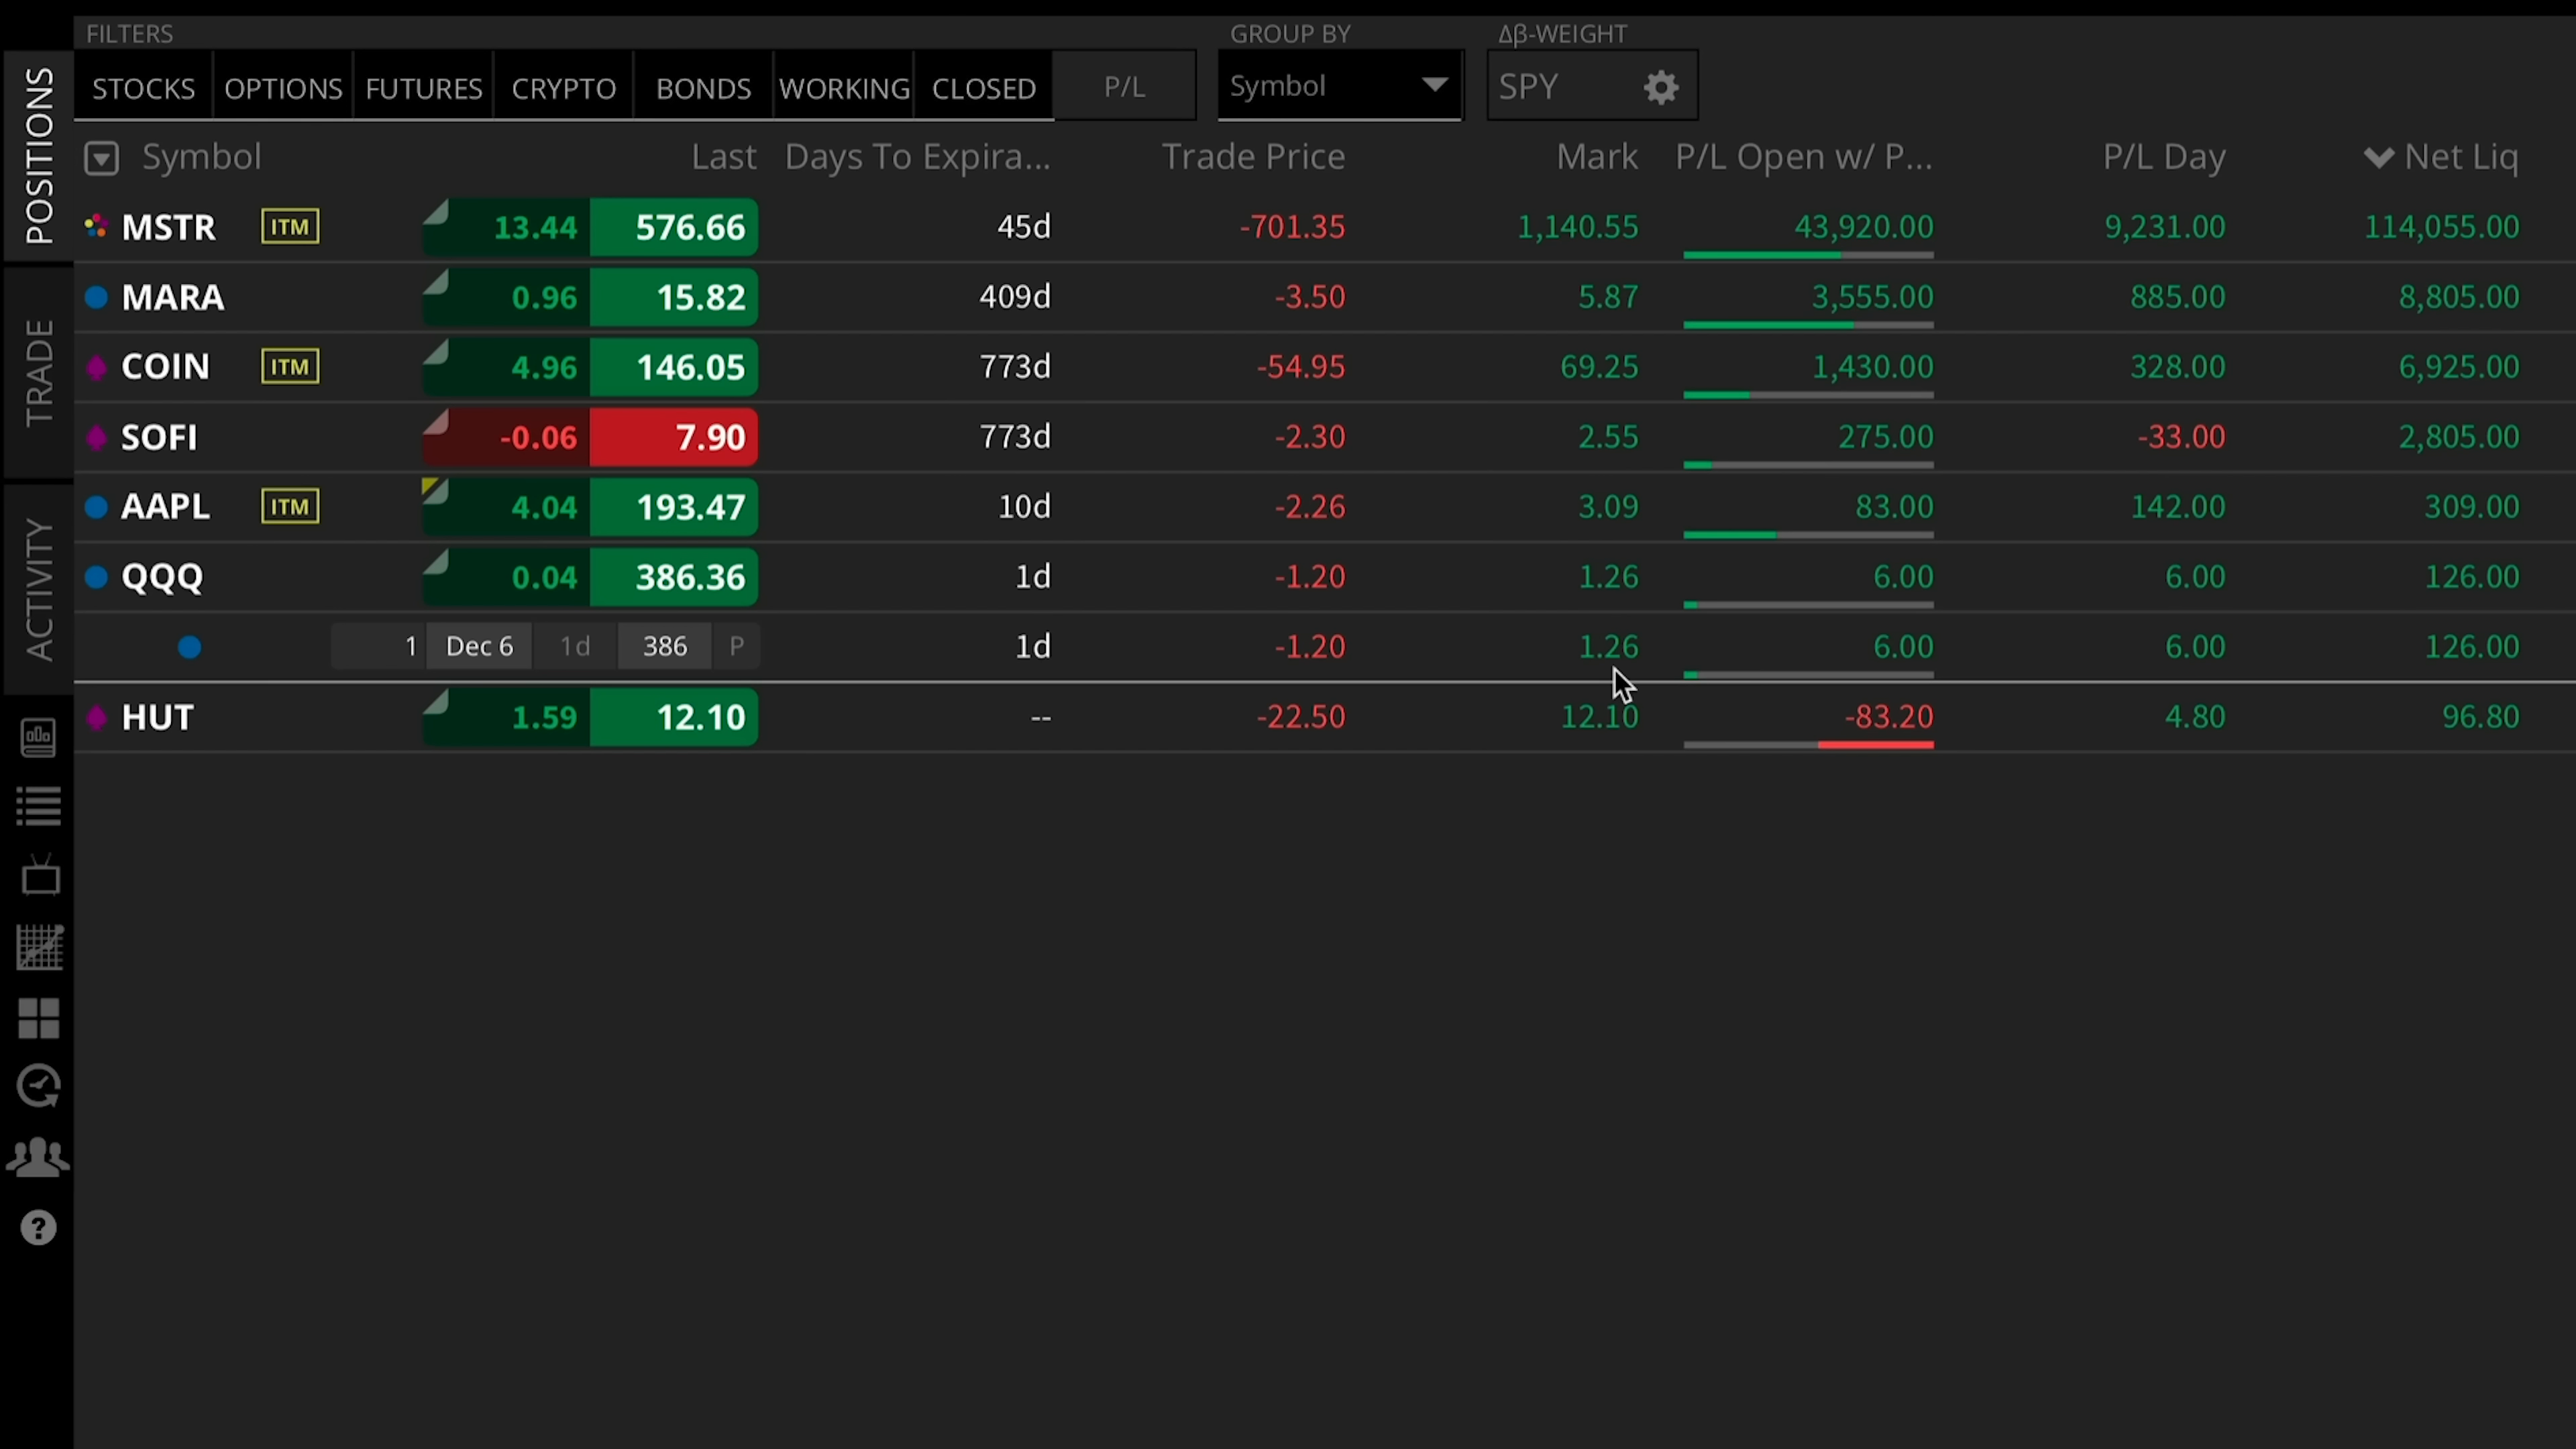 FILTERS GROUP BY Δβ-WEIGHT
STOCKS OPTIONS FUTURES CRYPTO BONDS WORKING CLOSED P/L Symbol SPY
POSITIONS
TRADE
ACTIVITY
Symbol Last Days To Expira... Trade Price Mark P/L Open w/ P... P/L Day Net Liq
MSTR ITM 13.44 576.66 45d -701.35 1,140.55 43,920.00 9,231.00 114,055.00
MARA 0.96 15.82 409d -3.50 5.87 3,555.00 885.00 8,805.00
COIN ITM 4.96 146.05 773d -54.95 69.25 1,430.00 328.00 6,925.00
SOFI -0.06 7.90 773d -2.30 2.55 275.00 -33.00 2,805.00
AAPL ITM 4.04 193.47 10d -2.26 3.09 83.00 142.00 309.00
QQQ 0.04 386.36 1d -1.20 1.26 6.00 6.00 126.00
1 Dec 6 1d 386 P 1d -1.20 1.26 6.00 6.00 126.00
HUT 1.59 12.10 -- -22.50 12.10 -83.20 4.80 96.80
?